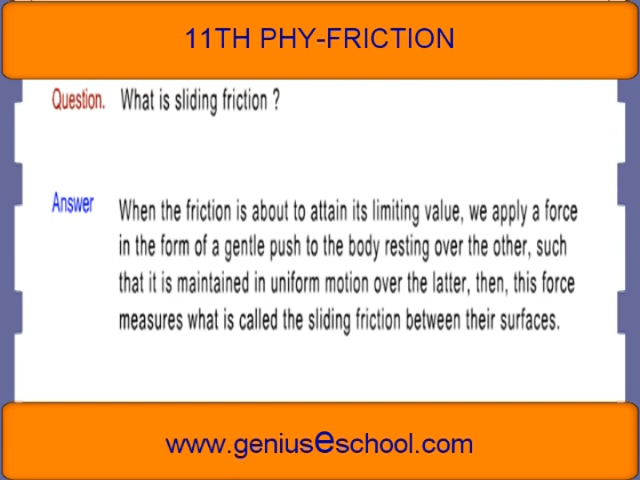 11TH PHY-FRICTION
Question. What is sliding friction ?
Answer When the friction is about to attain its limiting value, we apply a force
in the form of a gentle push to the body resting over the other, such
that it is maintained in uniform motion over the latter, then, this force
measures what is called the sliding friction between their surfaces.
www.geniuseschool.com